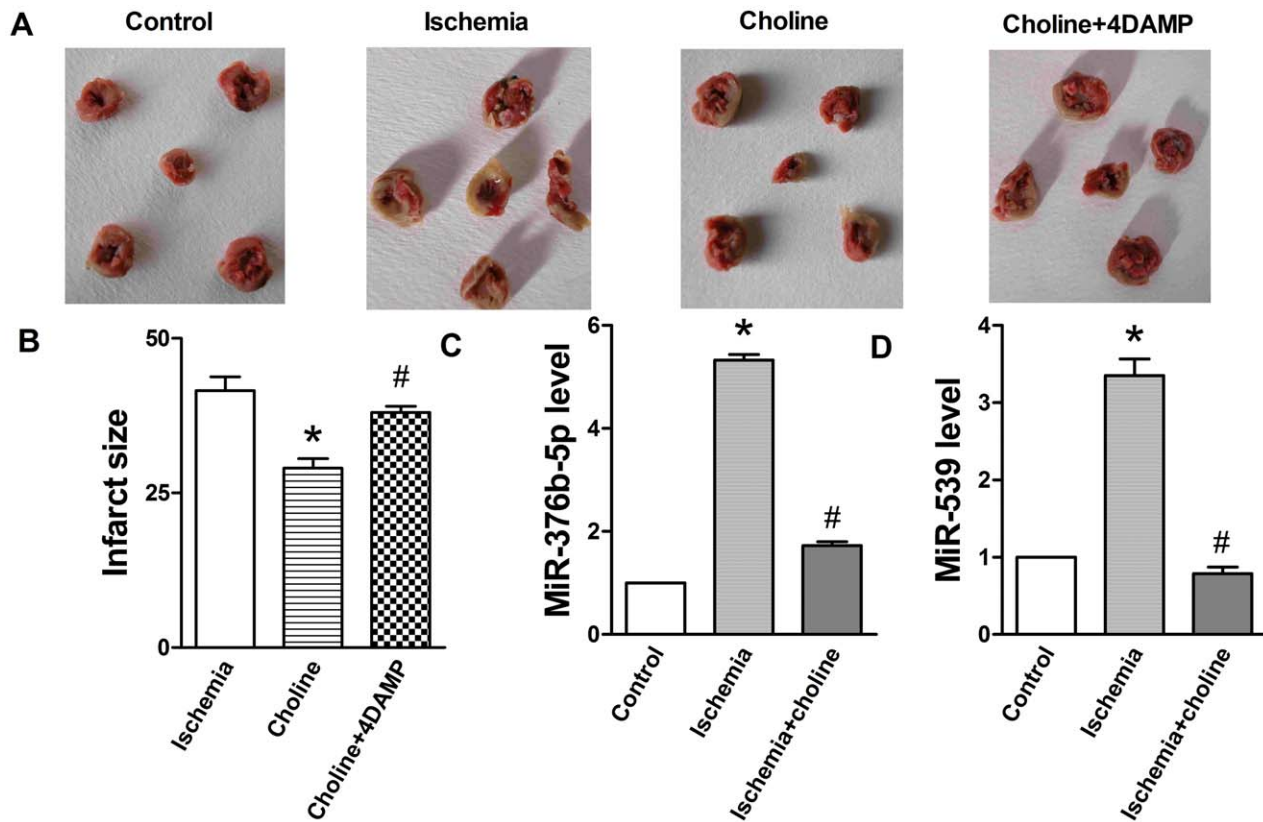 A
Control
Ischemia
Choline
Choline+4DAMP
B
Infarct size
50
25
0
*
#
Ischemia
Choline
Choline+4DAMP
C
MiR-376b-5p level
6
4
2
0
*
#
Control
Ischemia
Ischemia+choline
D
MiR-539 level
4
3
2
1
0
*
#
Control
Ischemia
Ischemia+choline